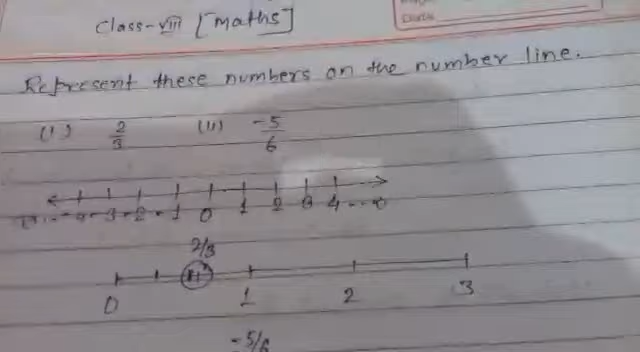 Class-VIII [Maths]
Date
Represent these numbers on the number line.
(i) 2/3 (ii) -5/6
-3 -2 -1 0 1 2 3 4
2/3
0 1 2 3
-5/6